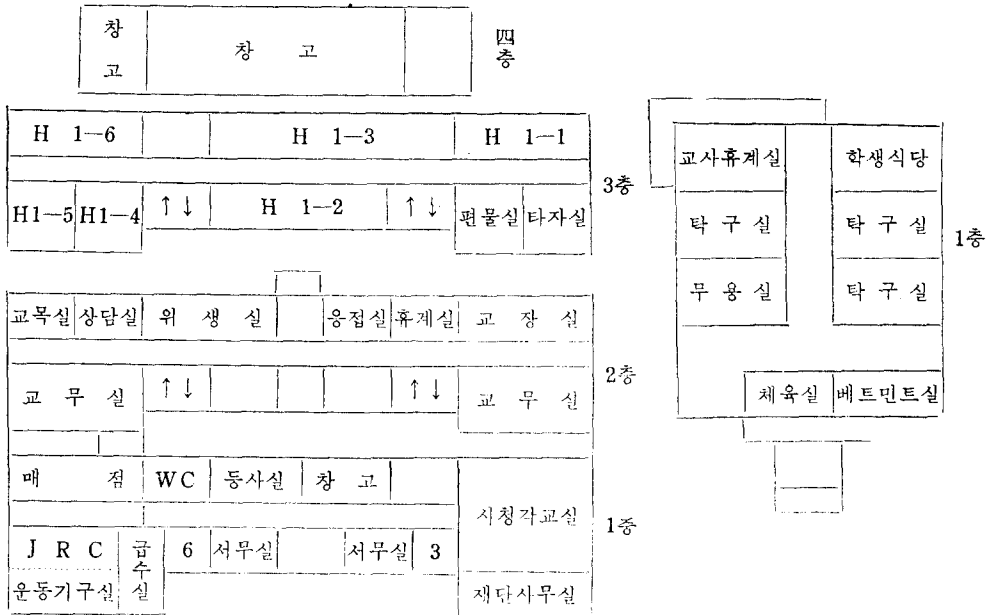 창고 창 고 四층
H 1—6 H 1—3 H 1—1
3층
H1—5 H1—4 ↑↓ H 1—2 ↑↓ 편물실 타자실
교목실 상담실 위 생 실 응접실 휴게실 교 장 실
2층
교 무 실 ↑↓ ↑↓ 교 무 실
매 점 WC 등사실 창 고
시청각교실 1층
J R C 급수실 6 서무실 서무실 3
운동기구실 재단사무실
교사휴계실 학생식당
탁 구 실 탁 구 실 1층
무 용 실 탁 구 실
체육실 베트민트실